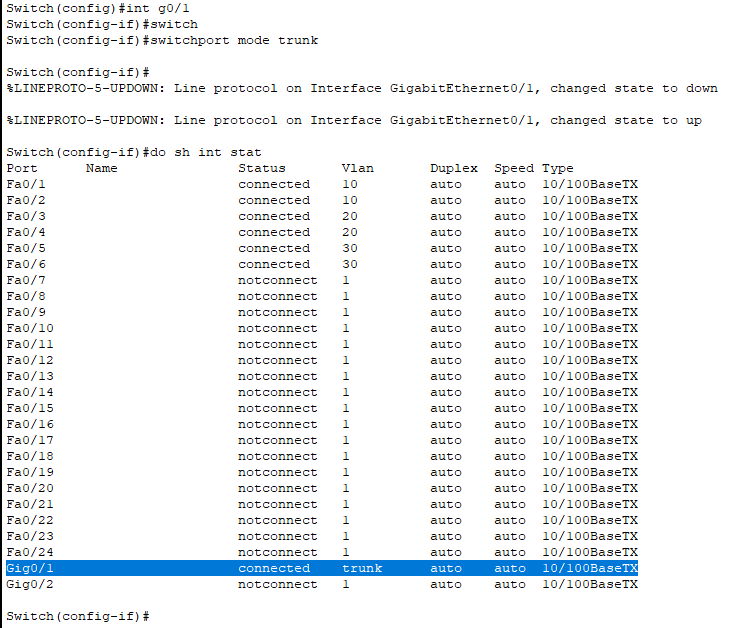 Switch(config)#int g0/1
Switch(config-if)#switch
Switch(config-if)#switchport mode trunk
Switch(config-if)#
%LINEPROTO-5-UPDOWN: Line protocol on Interface GigabitEthernet0/1, changed state to down
%LINEPROTO-5-UPDOWN: Line protocol on Interface GigabitEthernet0/1, changed state to up
Switch(config-if)#do sh int stat
Port Name Status Vlan Duplex Speed Type
Fa0/1 connected 10 auto auto 10/100BaseTX
Fa0/2 connected 10 auto auto 10/100BaseTX
Fa0/3 connected 20 auto auto 10/100BaseTX
Fa0/4 connected 20 auto auto 10/100BaseTX
Fa0/5 connected 30 auto auto 10/100BaseTX
Fa0/6 connected 30 auto auto 10/100BaseTX
Fa0/7 notconnect 1 auto auto 10/100BaseTX
Fa0/8 notconnect 1 auto auto 10/100BaseTX
Fa0/9 notconnect 1 auto auto 10/100BaseTX
Fa0/10 notconnect 1 auto auto 10/100BaseTX
Fa0/11 notconnect 1 auto auto 10/100BaseTX
Fa0/12 notconnect 1 auto auto 10/100BaseTX
Fa0/13 notconnect 1 auto auto 10/100BaseTX
Fa0/14 notconnect 1 auto auto 10/100BaseTX
Fa0/15 notconnect 1 auto auto 10/100BaseTX
Fa0/16 notconnect 1 auto auto 10/100BaseTX
Fa0/17 notconnect 1 auto auto 10/100BaseTX
Fa0/18 notconnect 1 auto auto 10/100BaseTX
Fa0/19 notconnect 1 auto auto 10/100BaseTX
Fa0/20 notconnect 1 auto auto 10/100BaseTX
Fa0/21 notconnect 1 auto auto 10/100BaseTX
Fa0/22 notconnect 1 auto auto 10/100BaseTX
Fa0/23 notconnect 1 auto auto 10/100BaseTX
Fa0/24 notconnect 1 auto auto 10/100BaseTX
Gig0/1 connected trunk auto auto 10/100BaseTX
Gig0/2 notconnect 1 auto auto 10/100BaseTX
Switch(config-if)#